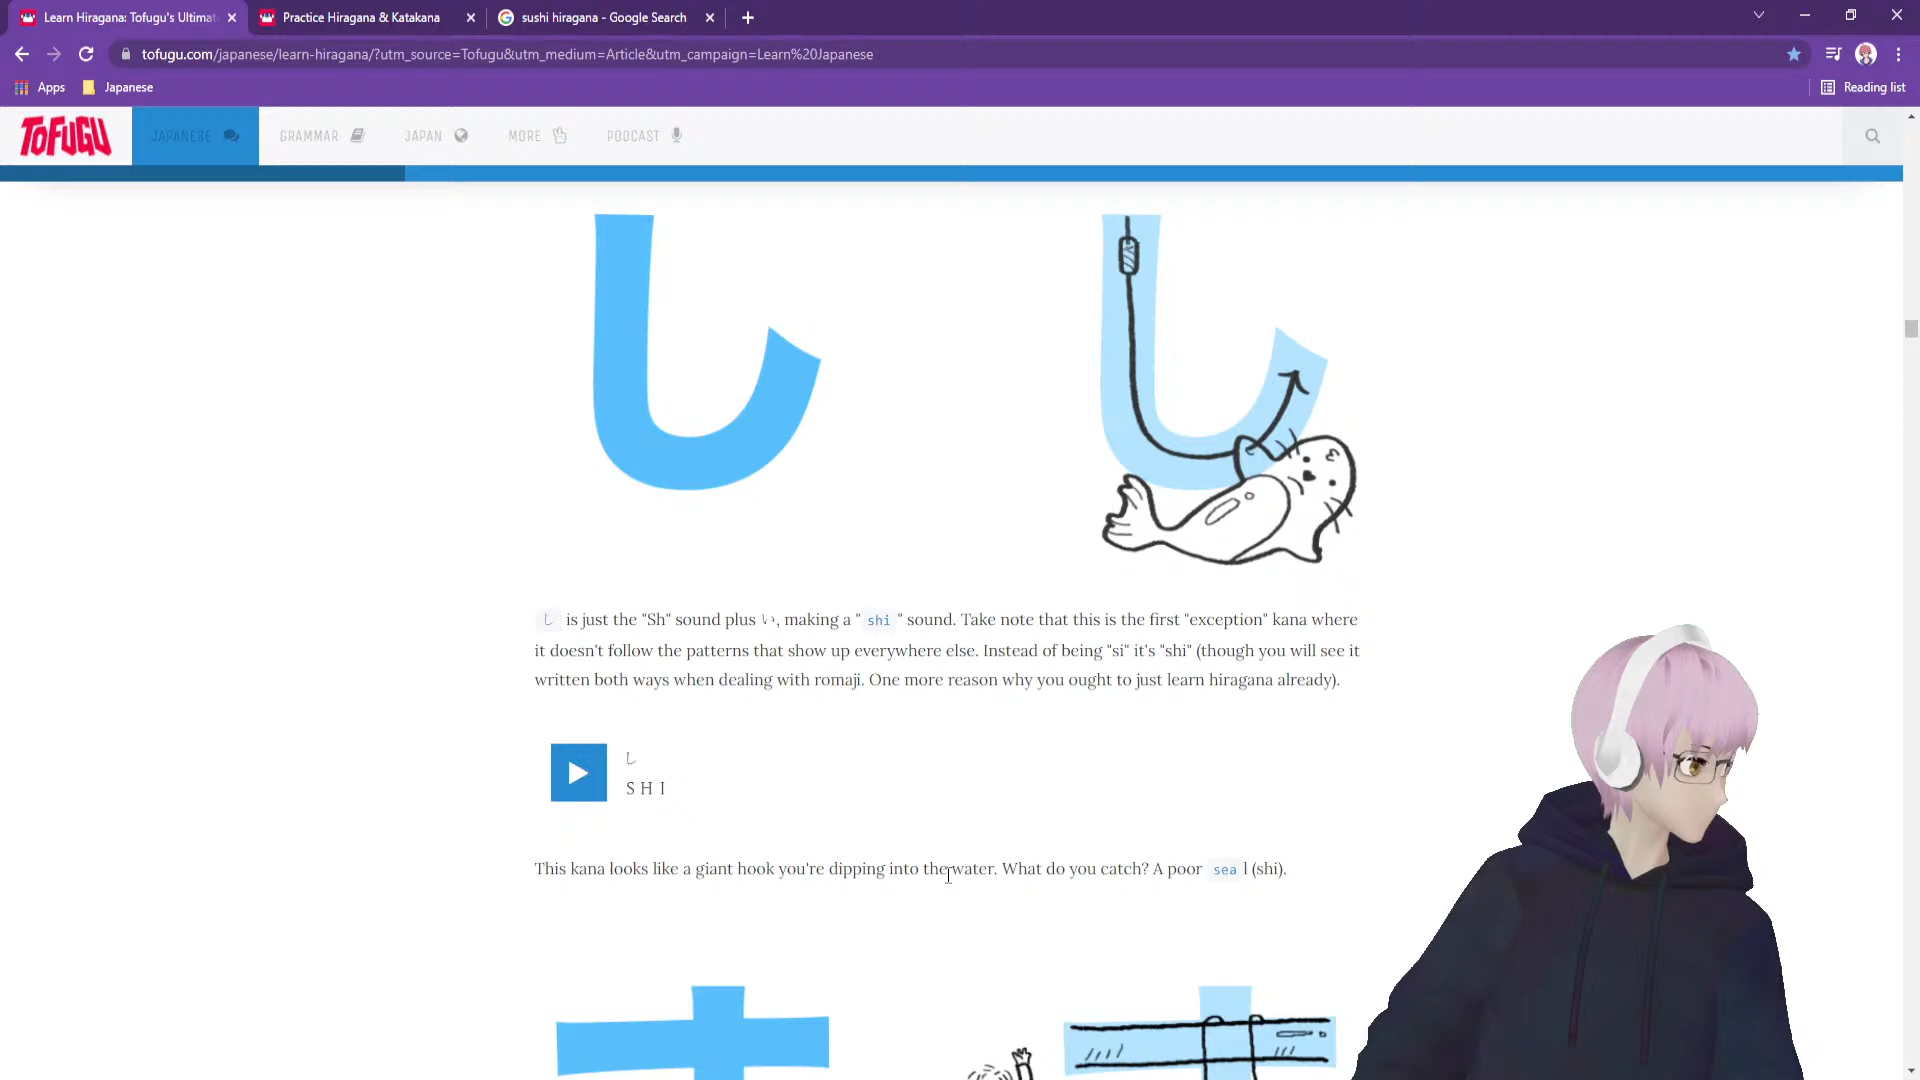 Learn Hiragana: Tofugu's Ultimat
Practice Hiragana & Katakana
sushi hiragana - Google Search
tofugu.com/japanese/learn-hiragana/?utm_source=Tofugu&utm_medium=Article&utm_campaign=Learn%20Japanese
Apps
Japanese
Reading list
TOFUGU
JAPANESE
GRAMMAR
JAPAN
MORE
PODCAST
し
し
し is just the "Sh" sound plus い, making a " shi " sound. Take note that this is the first "exception" kana where
it doesn't follow the patterns that show up everywhere else. Instead of being "si" it's "shi" (though you will see it
written both ways when dealing with romaji. One more reason why you ought to just learn hiragana already).
し
SHI
This kana looks like a giant hook you're dipping into the water. What do you catch? A poor sea l (shi).